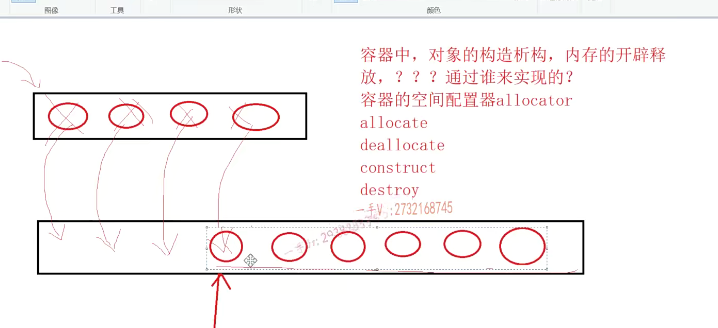 图像
工具
形状
颜色
容器中，对象的构造析构，内存的开辟释
放，？？？通过谁来实现的？
容器的空间配置器allocator
allocate
deallocate
construct
destroy
一手V：2732168745